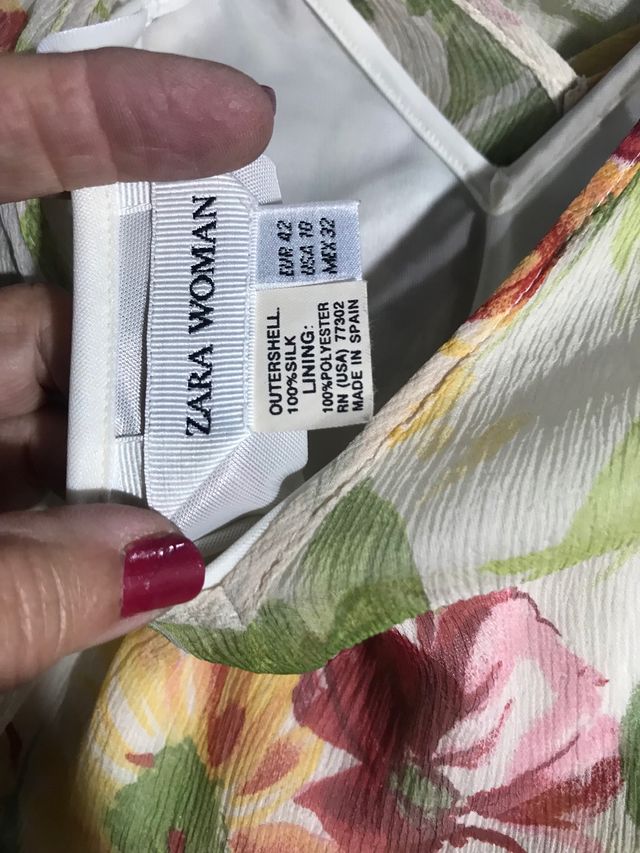 ZARA WOMAN
EUR 42
USA 10
MEX 32
OUTERSHELL.
100%SILK
LINING:
100%POLYESTER
RN (USA) 77302
MADE IN SPAIN